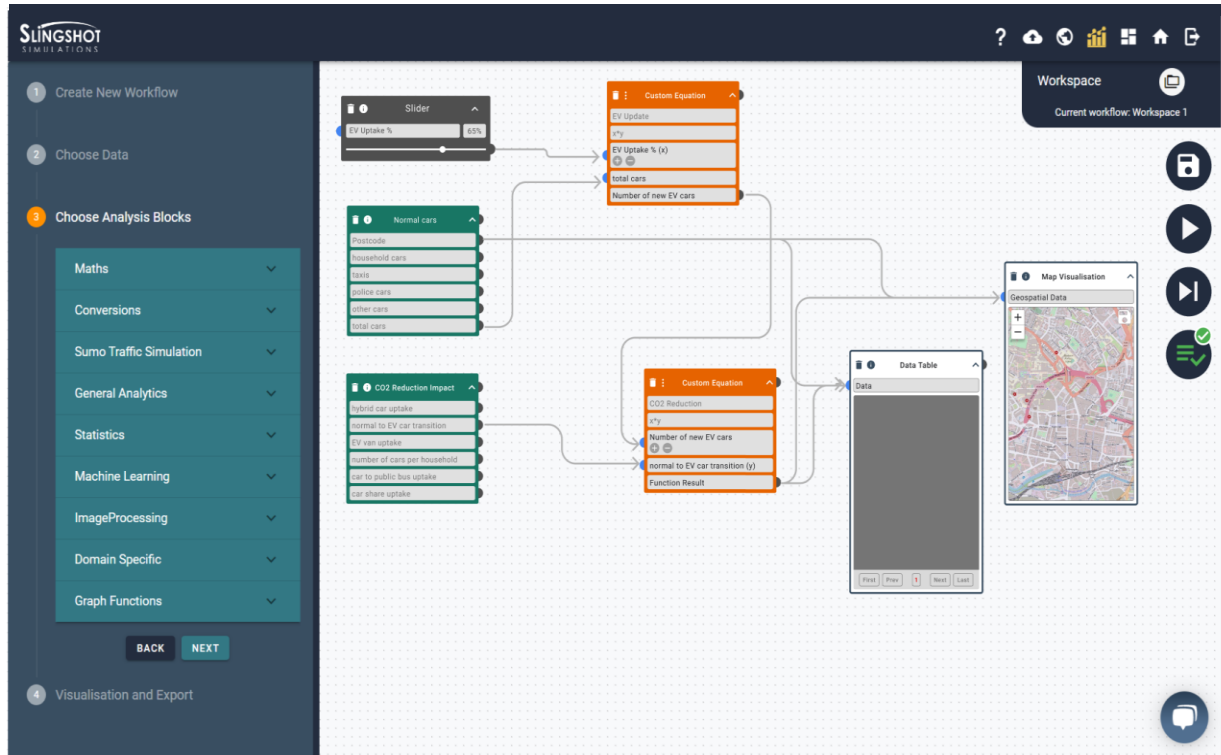 SLINGSHOT
SIMULATIONS
?
Workspace
Current workflow: Workspace 1
1 Create New Workflow
2 Choose Data
3 Choose Analysis Blocks
Maths
Conversions
Sumo Traffic Simulation
General Analytics
Statistics
Machine Learning
ImageProcessing
Domain Specific
Graph Functions
BACK NEXT
4 Visualisation and Export
Slider
EV Uptake % 65%
Custom Equation
EV Update
x*y
EV Uptake % (x)
total cars
Number of new EV cars
Normal cars
Postcode
household cars
taxis
police cars
other cars
total cars
CO2 Reduction Impact
hybrid car uptake
normal to EV car transition
EV van uptake
number of cars per household
car to public bus uptake
car share uptake
Custom Equation
CO2 Reduction
x*y
Number of new EV cars
normal to EV car transition (y)
Function Result
Data Table
Data
First Prev 1 Next Last
Map Visualisation
Geospatial Data
+
−